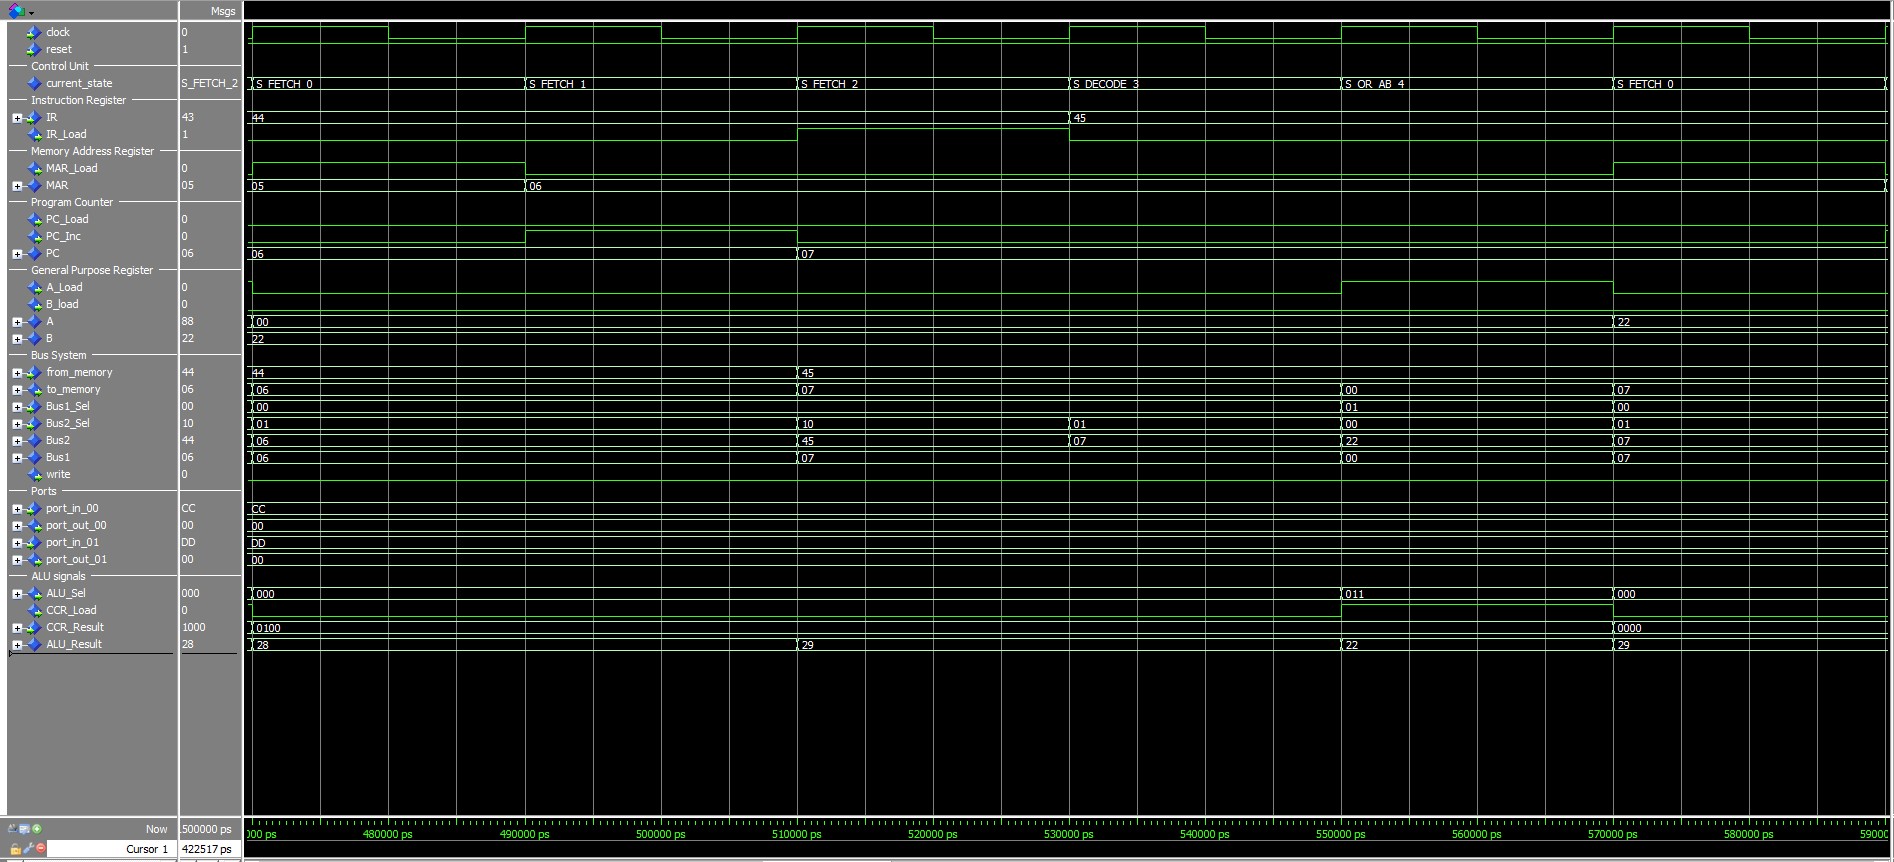 Msgs
clock 0
reset 1
Control Unit
current_state S_FETCH_2 S_FETCH_0 S_FETCH_1 S_FETCH_2 S_DECODE_3 S_OR_AB_4 S_FETCH_0
Instruction Register
IR 43 44 45
IR_Load 1
Memory Address Register
MAR_Load 0
MAR 05 05 06
Program Counter
PC_Load 0
PC_Inc 0
PC 06 06 07
General Purpose Register
A_Load 0
B_load 0
A 88 00 22
B 22 22
Bus System
from_memory 44 44 45
to_memory 06 06 07 00 07
Bus1_Sel 00 00 01 00
Bus2_Sel 10 01 10 01 00 01
Bus2 44 06 45 07 22 07
Bus1 06 06 07 00 07
write 0
Ports
port_in_00 CC CC
port_out_00 00 00
port_in_01 DD DD
port_out_01 00 00
ALU signals
ALU_Sel 000 000 011 000
CCR_Load 0
CCR_Result 1000 0100 0000
ALU_Result 28 28 29 22 29
Now 500000 ps 000 ps 480000 ps 490000 ps 500000 ps 510000 ps 520000 ps 530000 ps 540000 ps 550000 ps 560000 ps 570000 ps 580000 ps 59000
Cursor 1 422517 ps